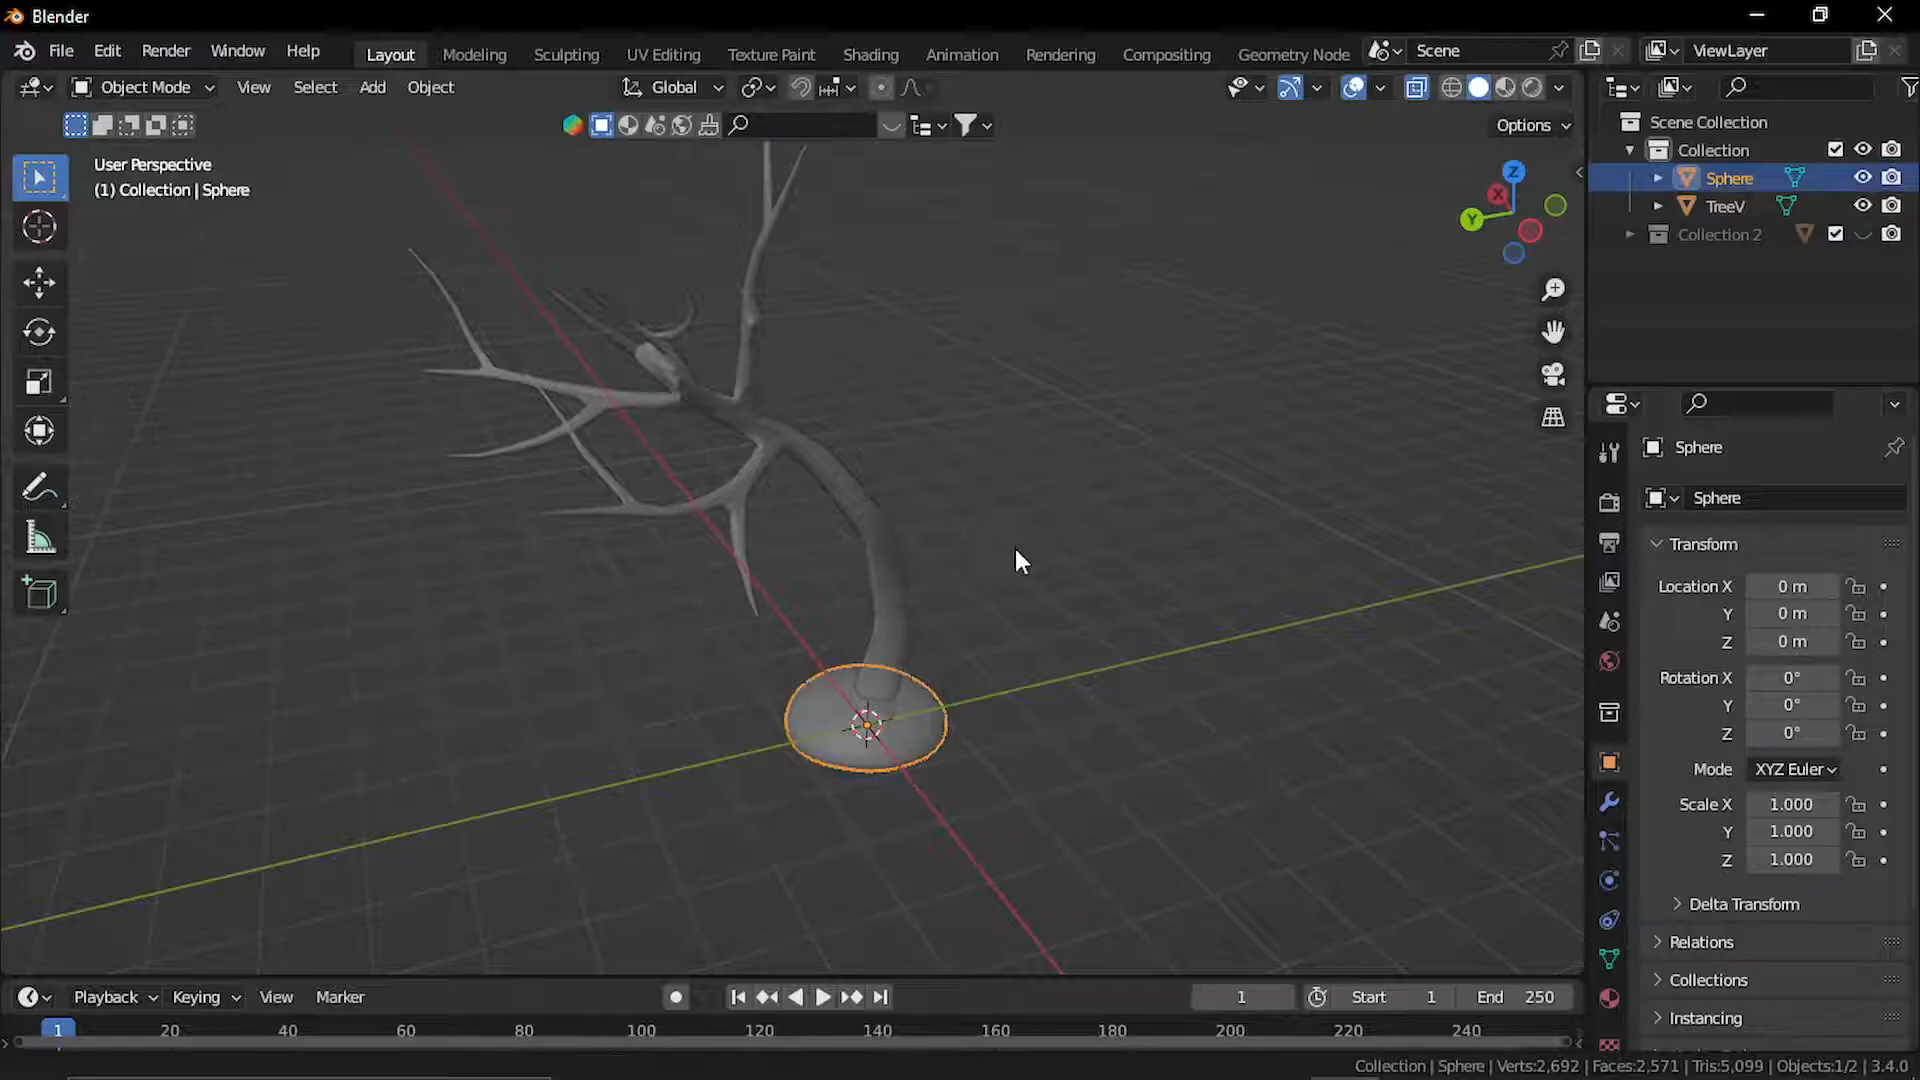 Blender
File Edit Render Window Help Layout Modeling Sculpting UV Editing Texture Paint Shading Animation Rendering Compositing Geometry Node Scene ViewLayer
Object Mode View Select Add Object Global
Options
User Perspective
(1) Collection | Sphere
Z
X
Y
Scene Collection
Collection
Sphere
TreeV
Collection 2
Sphere
Sphere
Transform
Location X 0 m
Y 0 m
Z 0 m
Rotation X 0°
Y 0°
Z 0°
Mode XYZ Euler
Scale X 1.000
Y 1.000
Z 1.000
Delta Transform
Relations
Collections
Instancing
Playback Keying View Marker 1 Start 1 End 250
1 20 40 60 80 100 120 140 160 180 200 220 240
Collection | Sphere | Verts:2,692 | Faces:2,571 | Tris:5,099 | Objects:1/2 | 3.4.0